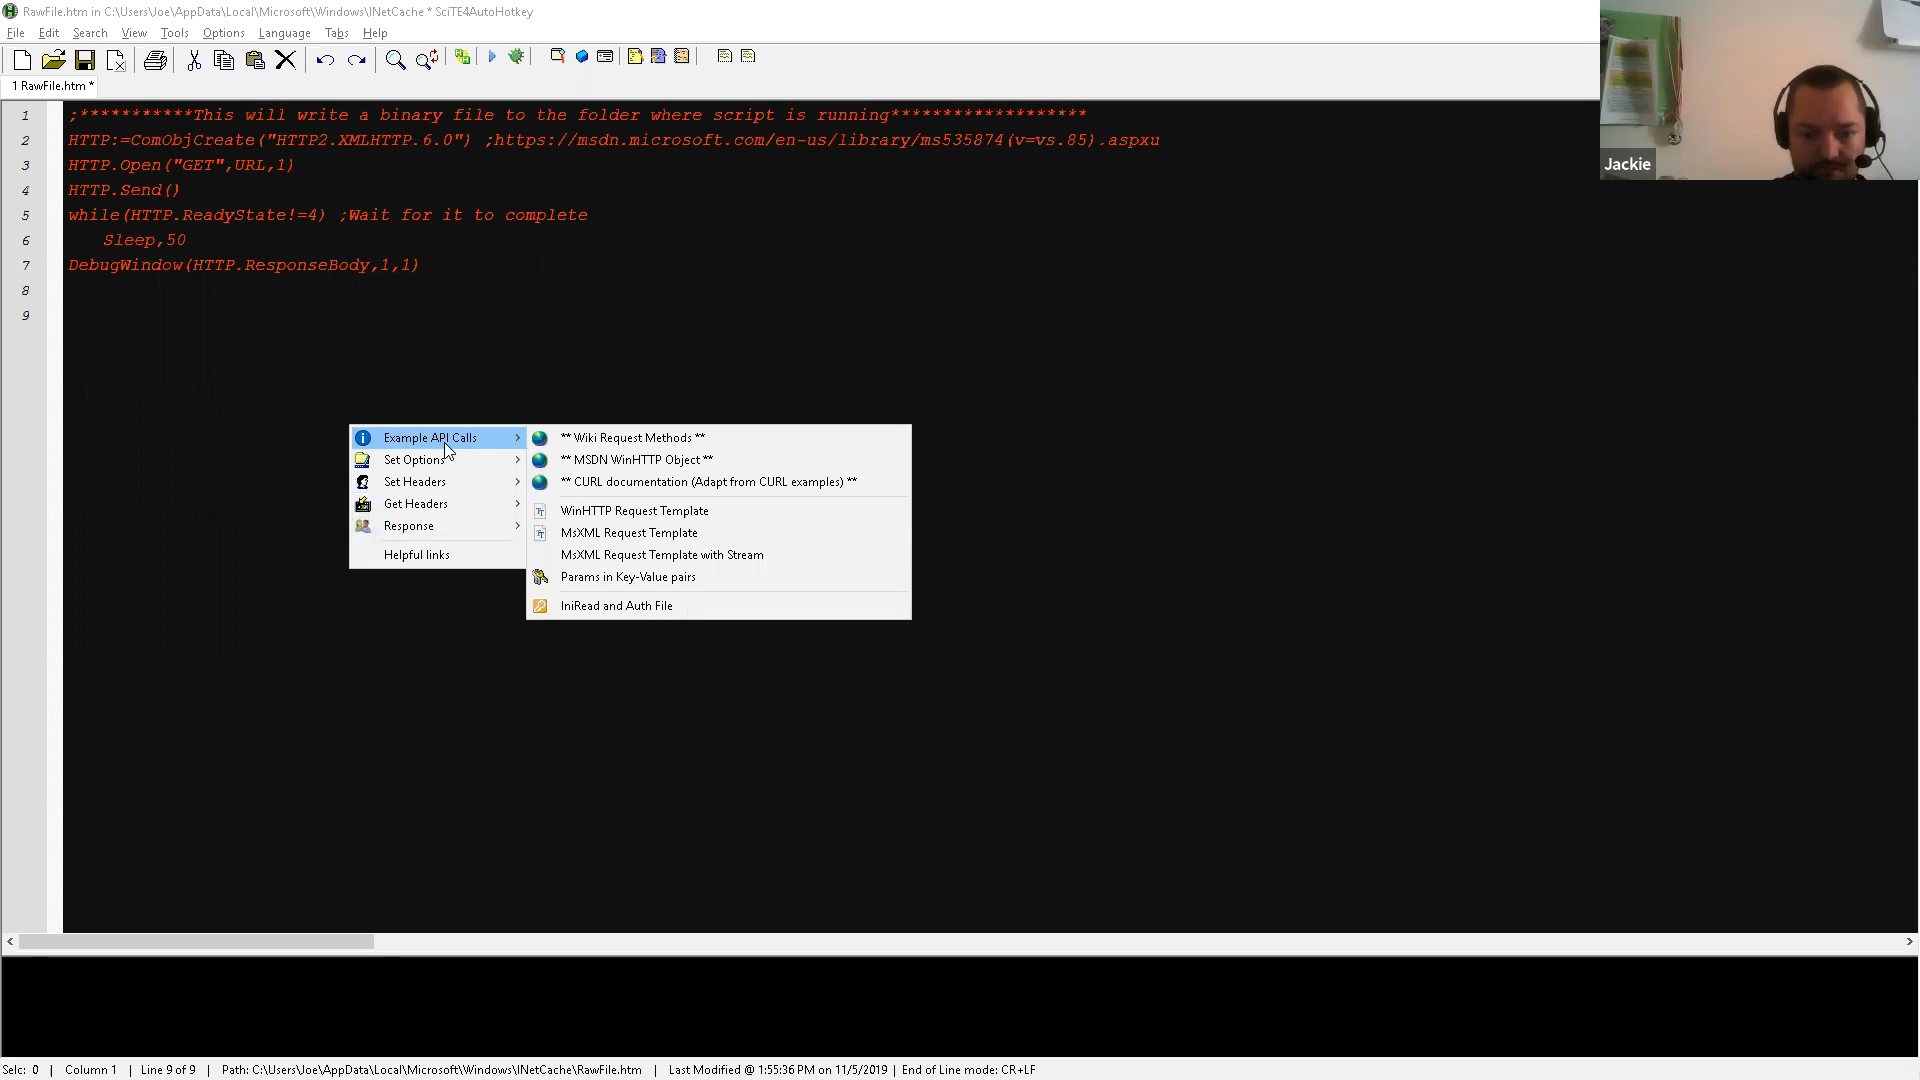 RawFile.htm in C:\Users\Joe\AppData\Local\Microsoft\Windows\INetCache * SciTE4AutoHotkey
File Edit Search View Tools Options Language Tabs Help
1 RawFile.htm *
1 ;***********This will write a binary file to the folder where script is running*******************
2 HTTP:=ComObjCreate("HTTP2.XMLHTTP.6.0") ;https://msdn.microsoft.com/en-us/library/ms535874(v=vs.85).aspxu
3 HTTP.Open("GET",URL,1)
4 HTTP.Send()
5 while(HTTP.ReadyState!=4) ;Wait for it to complete
6 Sleep,50
7 DebugWindow(HTTP.ResponseBody,1,1)
8
9
Jackie
Example API Calls
Set Options
Set Headers
Get Headers
Response
Helpful links
** Wiki Request Methods **
** MSDN WinHTTP Object **
** CURL documentation (Adapt from CURL examples) **
WinHTTP Request Template
MsXML Request Template
MsXML Request Template with Stream
Params in Key-Value pairs
IniRead and Auth File
Selc: 0 | Column 1 | Line 9 of 9 | Path: C:\Users\Joe\AppData\Local\Microsoft\Windows\INetCache\RawFile.htm | Last Modified @ 1:55:36 PM on 11/5/2019 | End of Line mode: CR+LF